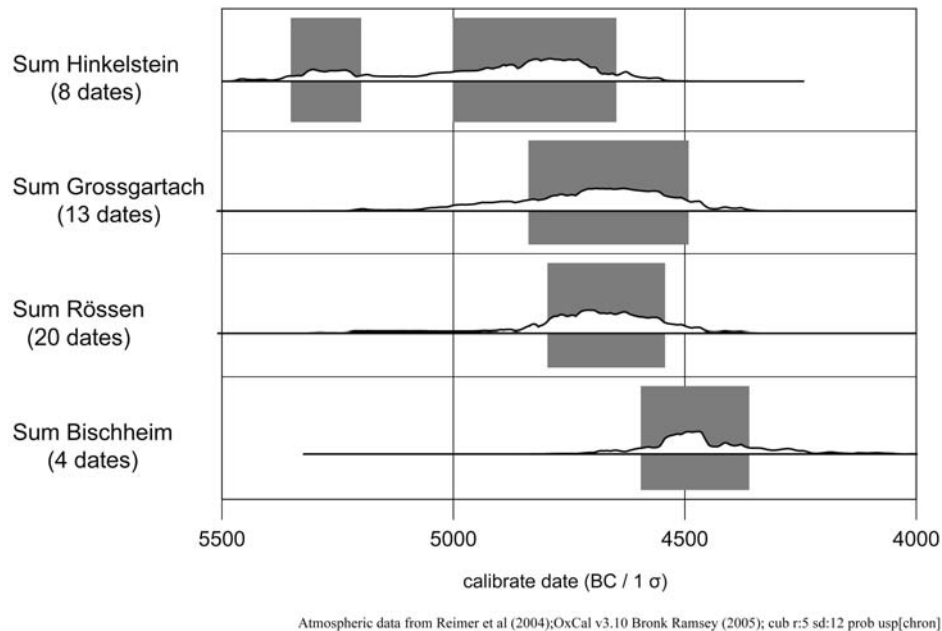 Sum Hinkelstein
(8 dates)
Sum Grossgartach
(13 dates)
Sum Rössen
(20 dates)
Sum Bischheim
(4 dates)
5500 5000 4500 4000
calibrate date (BC / 1 σ)
Atmospheric data from Reimer et al (2004);OxCal v3.10 Bronk Ramsey (2005); cub r:5 sd:12 prob usp[chron]